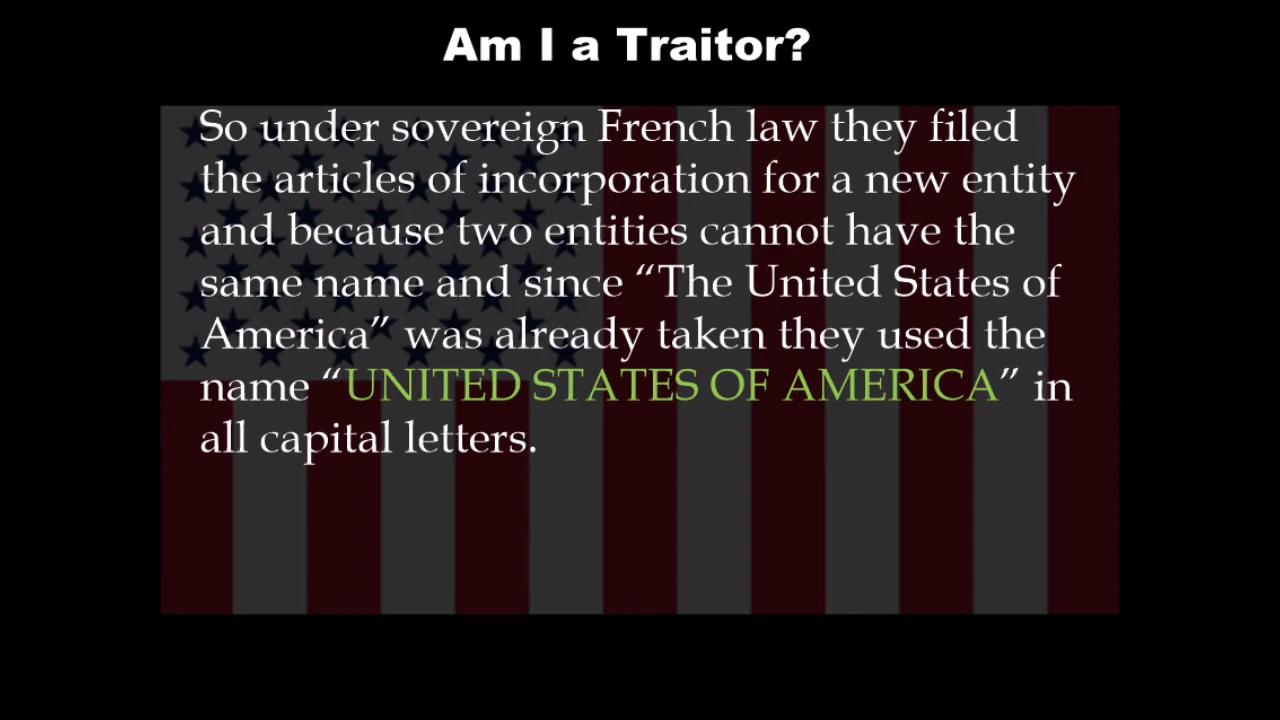 Am I a Traitor?
So under sovereign French law they filed
the articles of incorporation for a new entity
and because two entities cannot have the
same name and since “The United States of
America” was already taken they used the
name “UNITED STATES OF AMERICA” in
all capital letters.